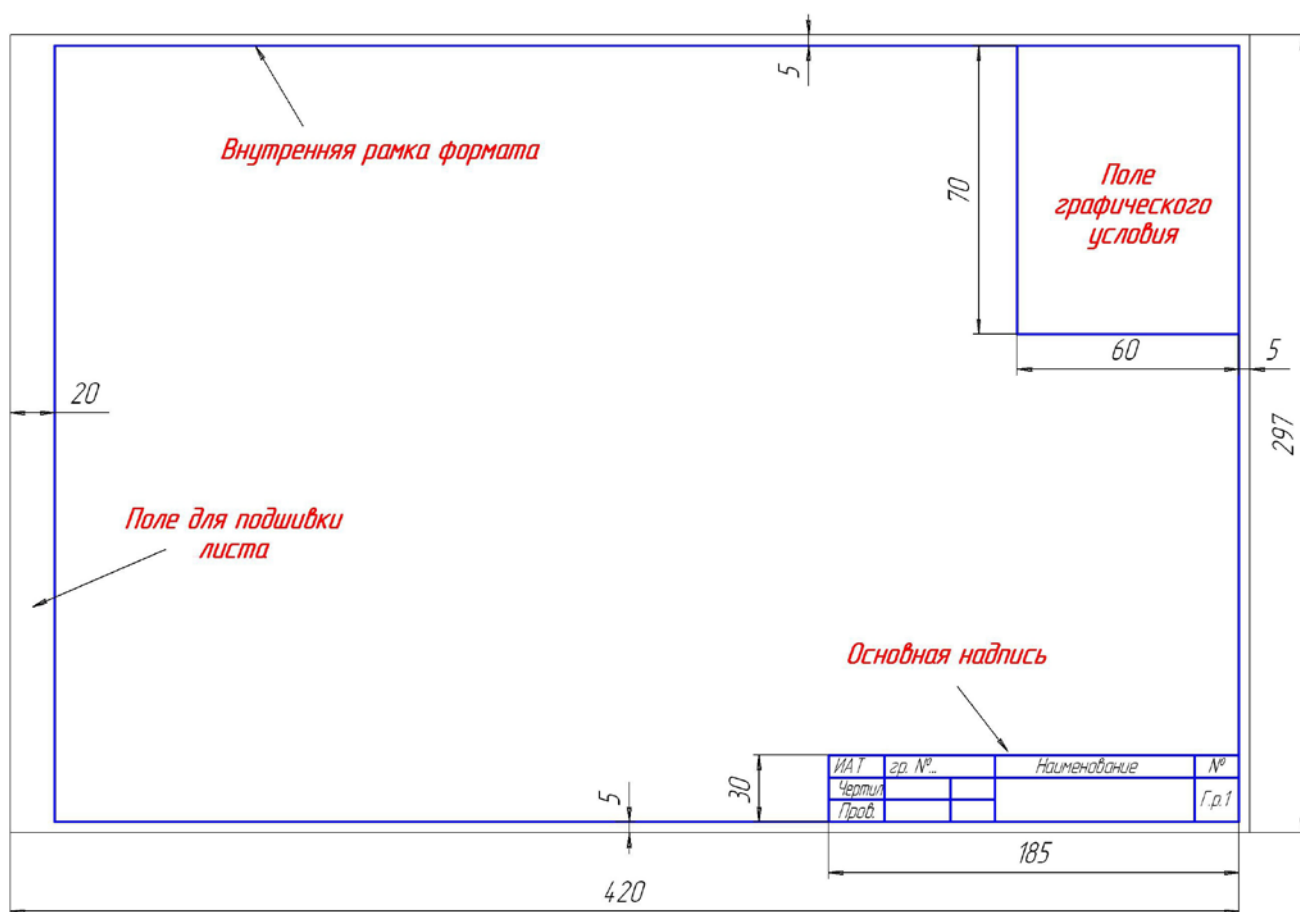 5
Внутренняя рамка формата
70
Поле
графического
условия
60
5
20
297
Поле для подшивки
листа
Основная надпись
30
5
ИАТ гр. №... Наименование №
Чертил
Г.р.1
Пров.
185
420